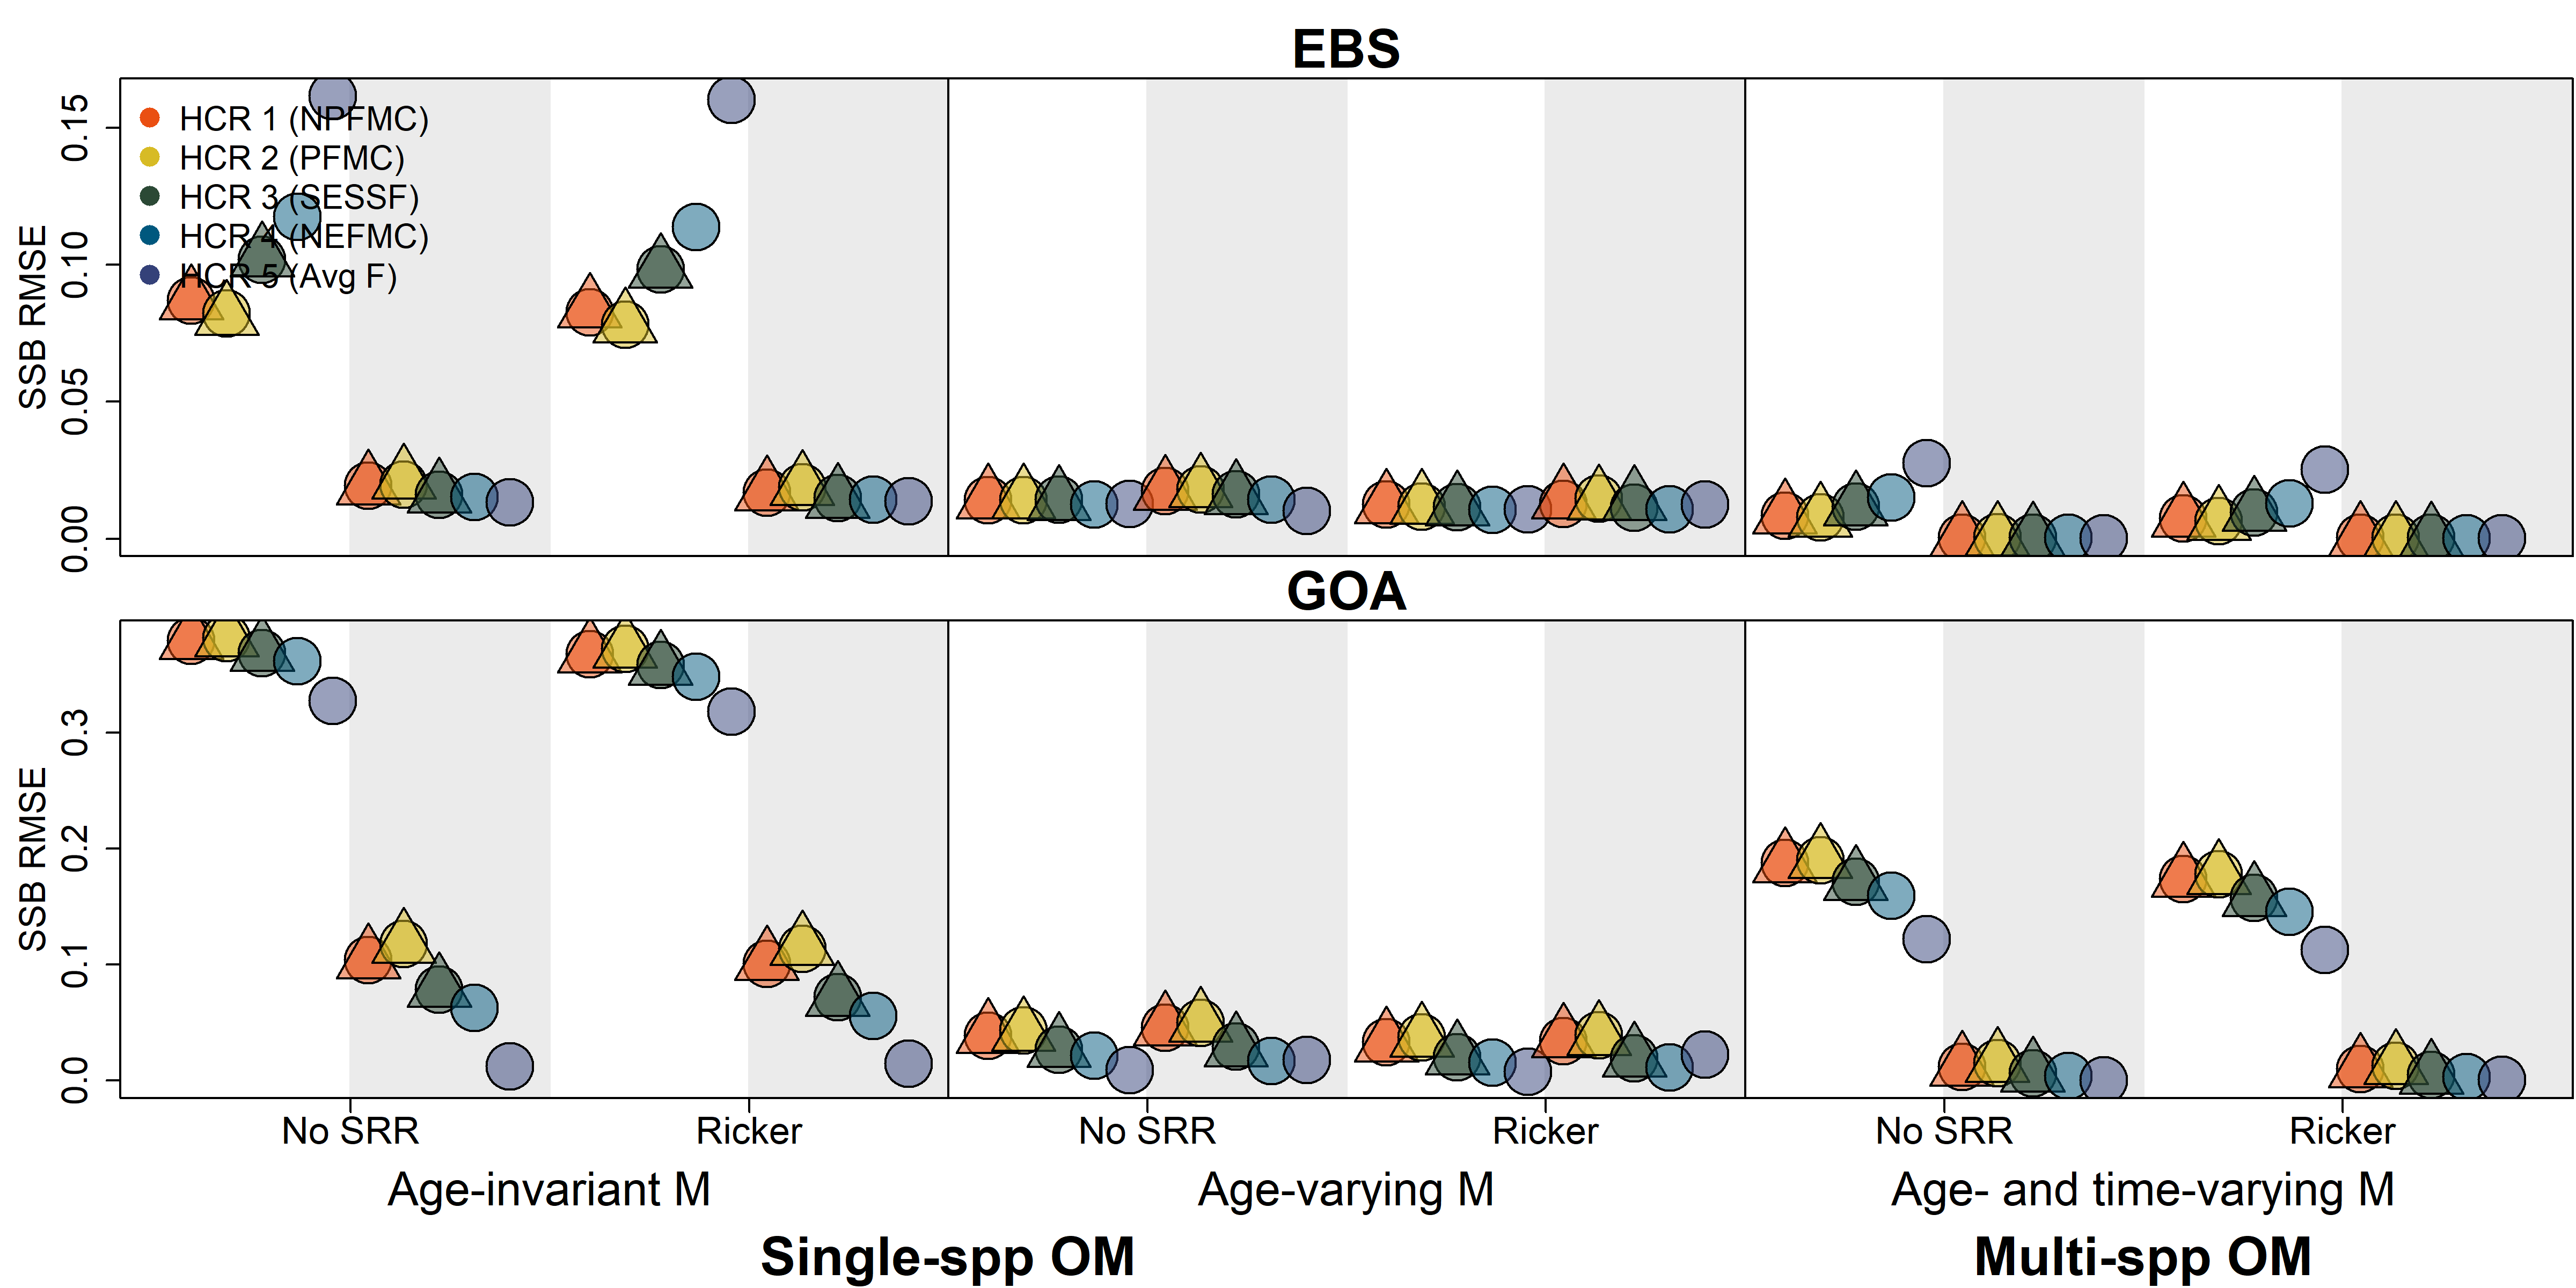 EBS
SSB RMSE
0.15
0.10
0.05
0.00
HCR 1 (NPFMC)
HCR 2 (PFMC)
HCR 3 (SESSF)
HCR 4 (NEFMC)
HCR 5 (Avg F)
GOA
SSB RMSE
0.3
0.2
0.1
0.0
No SRR Ricker No SRR Ricker No SRR Ricker
Age-invariant M Age-varying M Age- and time-varying M
Single-spp OM Multi-spp OM